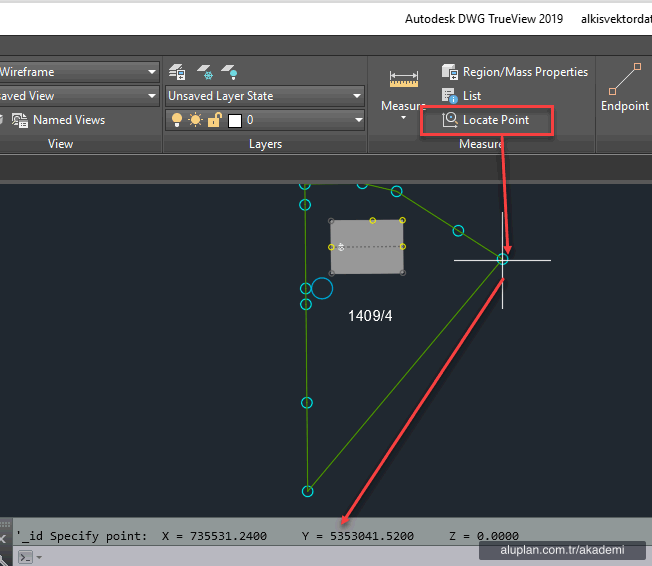 Autodesk DWG TrueView 2019 alkisvektordat
Wireframe
Unsaved Layer State
Named Views
0
View
Layers
Measure
Region/Mass Properties
List
Locate Point
Measure
Endpoint
1409/4
'_id Specify point: X = 735531.2400 Y = 5353041.5200 Z = 0.0000
aluplan.com.tr/akademi